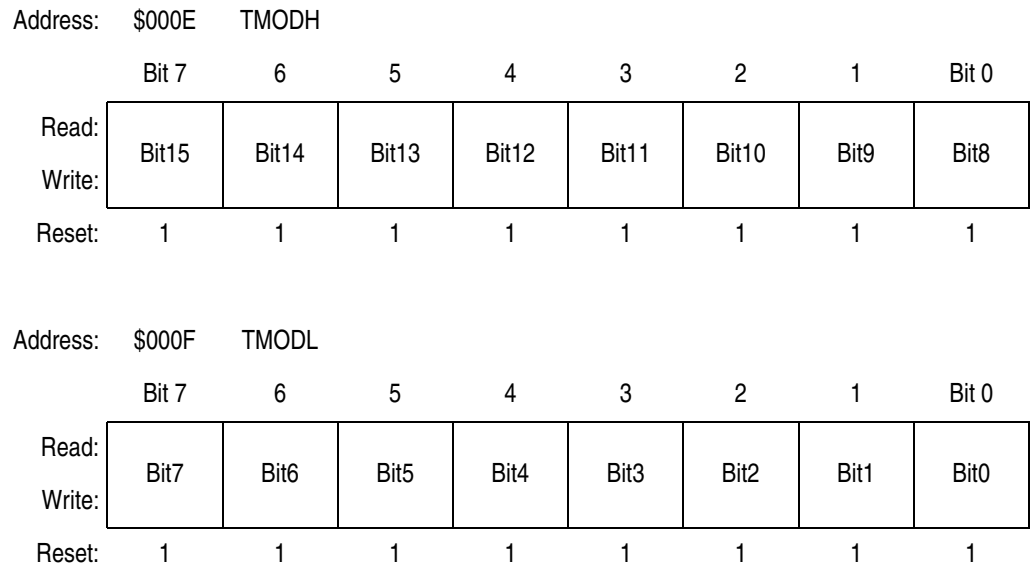 Address: $000E TMODH
Bit 7 6 5 4 3 2 1 Bit 0
Read:
Bit15 Bit14 Bit13 Bit12 Bit11 Bit10 Bit9 Bit8
Write:
Reset: 1 1 1 1 1 1 1 1
Address: $000F TMODL
Bit 7 6 5 4 3 2 1 Bit 0
Read:
Bit7 Bit6 Bit5 Bit4 Bit3 Bit2 Bit1 Bit0
Write:
Reset: 1 1 1 1 1 1 1 1